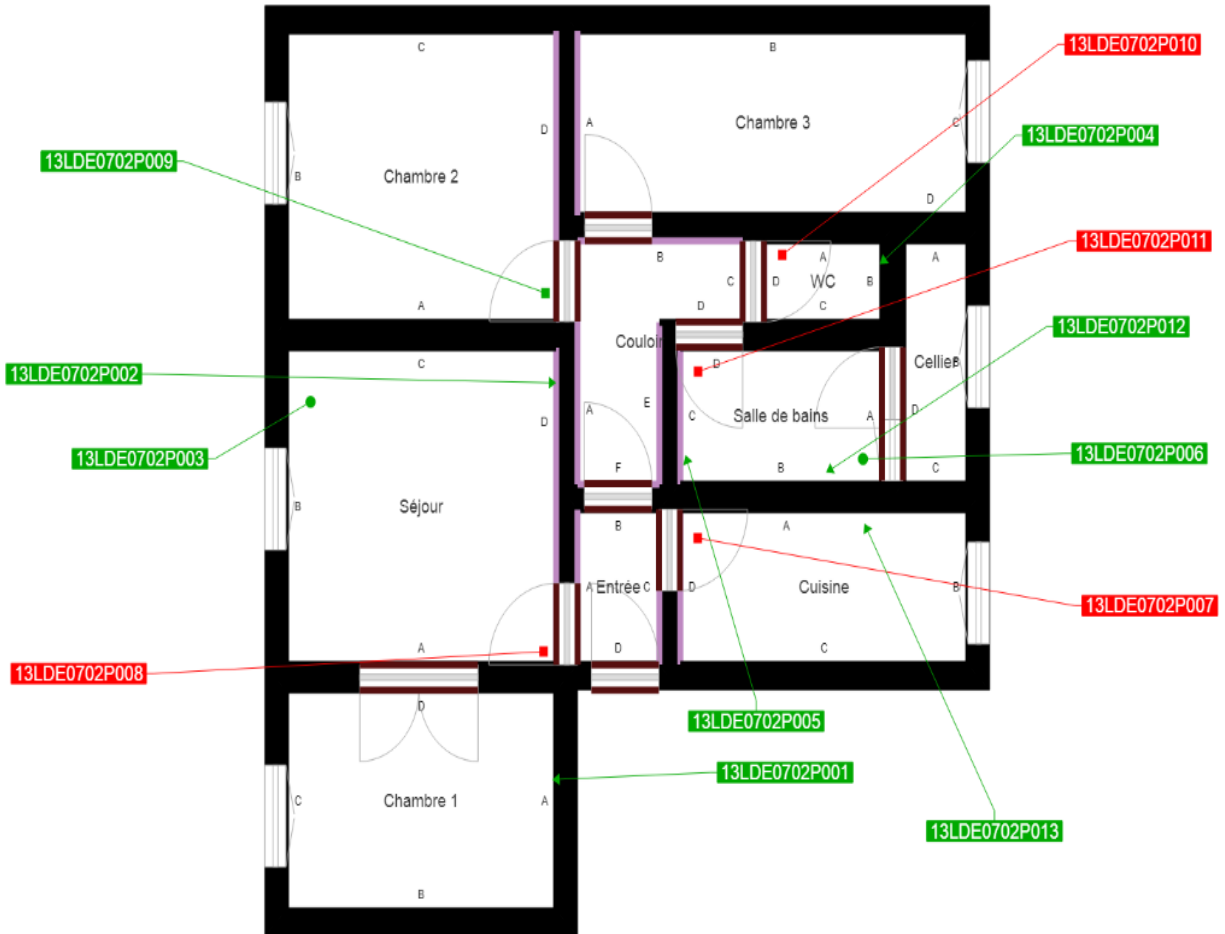 C
B
13LDE0702P010
D
A
Chambre 3
C
13LDE0702P004
13LDE0702P009
B
Chambre 2
D
A
B
A
A
13LDE0702P011
C
D
WC
B
D
C
13LDE0702P012
Couloir
Cellier
B
13LDE0702P002
C
D
13LDE0702P003
D
A
E
C
Salle de bains
A
D
13LDE0702P006
F
B
C
B
Séjour
B
A
Entrée
A
C
D
Cuisine
B
13LDE0702P007
A
D
C
13LDE0702P008
D
13LDE0702P005
C
Chambre 1
A
13LDE0702P001
B
13LDE0702P013